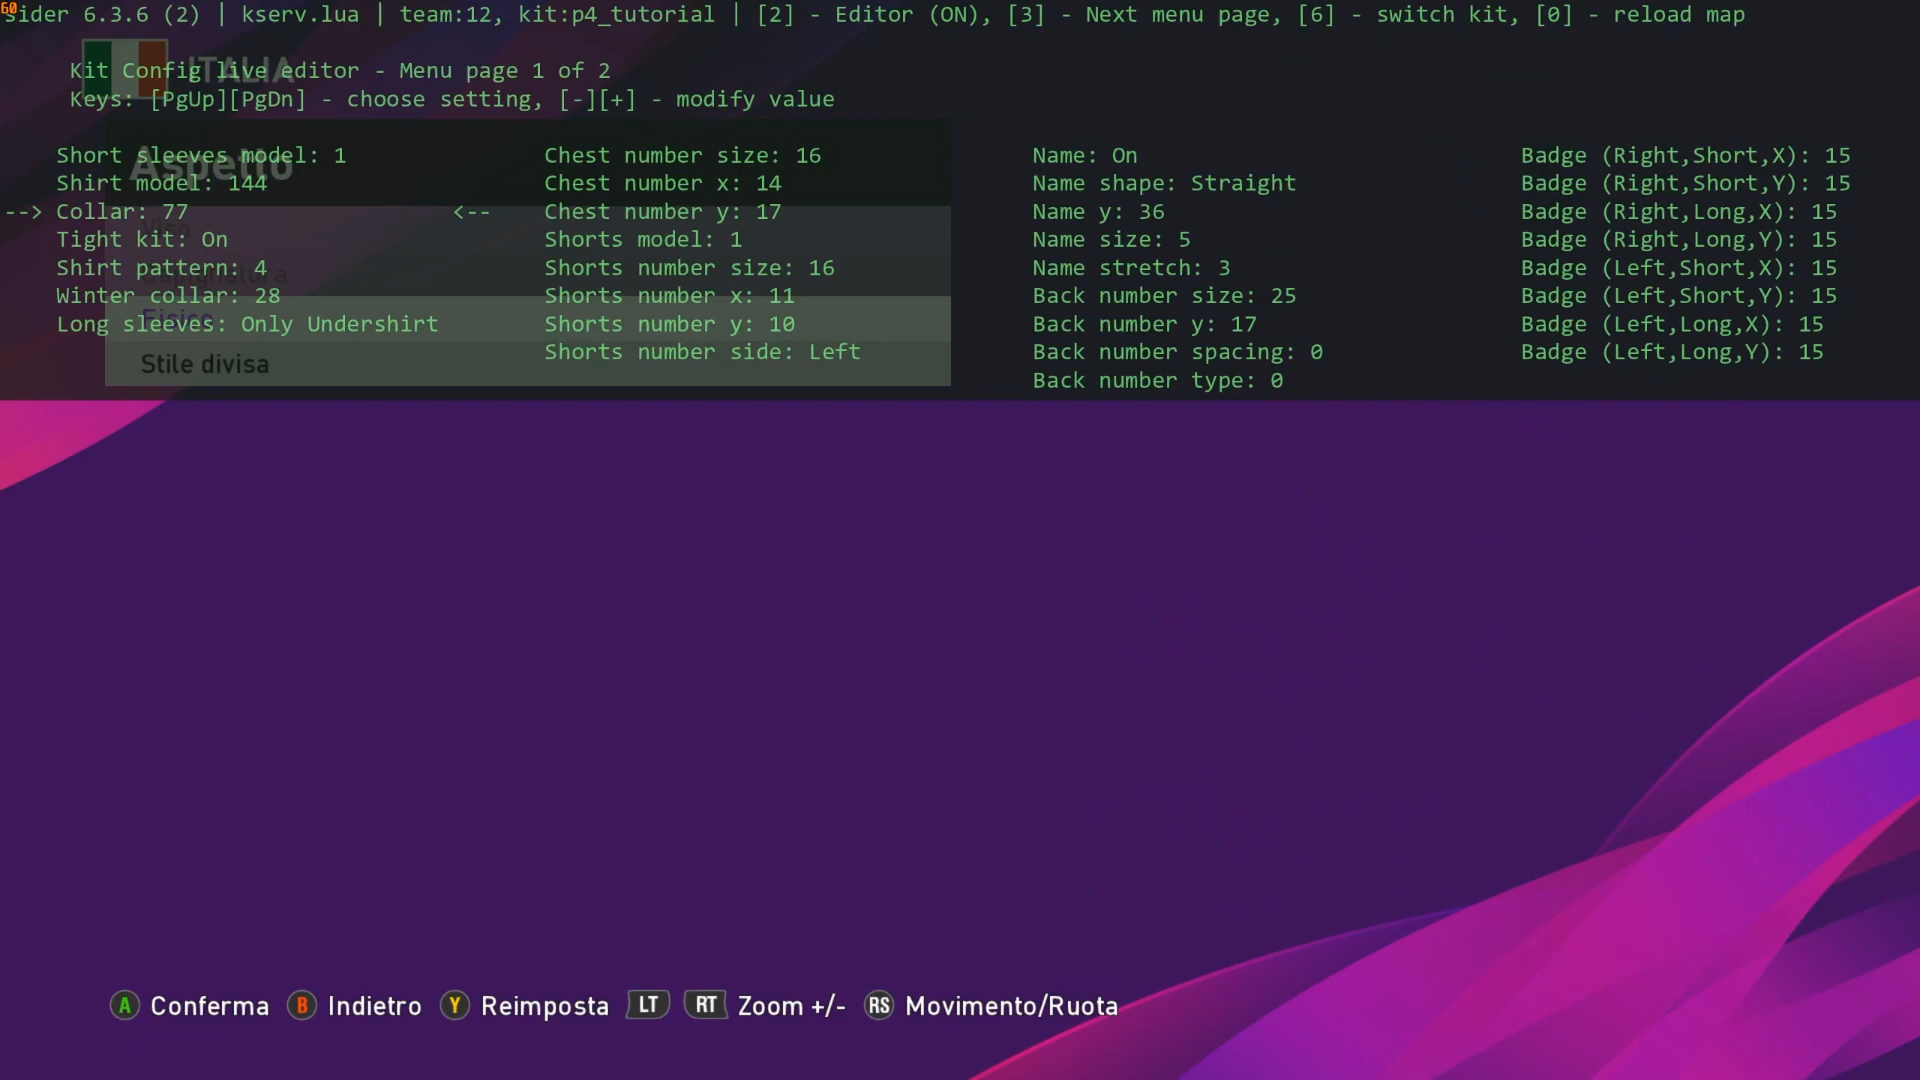 60
sider 6.3.6 (2) | kserv.lua | team:12, kit:p4_tutorial | [2] - Editor (ON), [3] - Next menu page, [6] - switch kit, [0] - reload map
ITALIA
Kit Config live editor - Menu page 1 of 2
Keys: [PgUp][PgDn] - choose setting, [-][+] - modify value
Aspetto
Short sleeves model: 1
Shirt model: 144
--> Collar: 77 <--
Tight kit: On
Shirt pattern: 4
Winter collar: 28
Long sleeves: Only Undershirt
Chest number size: 16
Chest number x: 14
Chest number y: 17
Shorts model: 1
Shorts number size: 16
Shorts number x: 11
Shorts number y: 10
Shorts number side: Left
Name: On
Name shape: Straight
Name y: 36
Name size: 5
Name stretch: 3
Back number size: 25
Back number y: 17
Back number spacing: 0
Back number type: 0
Badge (Right,Short,X): 15
Badge (Right,Short,Y): 15
Badge (Right,Long,X): 15
Badge (Right,Long,Y): 15
Badge (Left,Short,X): 15
Badge (Left,Short,Y): 15
Badge (Left,Long,X): 15
Badge (Left,Long,Y): 15
Fisico
Stile divisa
A Conferma B Indietro Y Reimposta LT RT Zoom +/- RS Movimento/Ruota